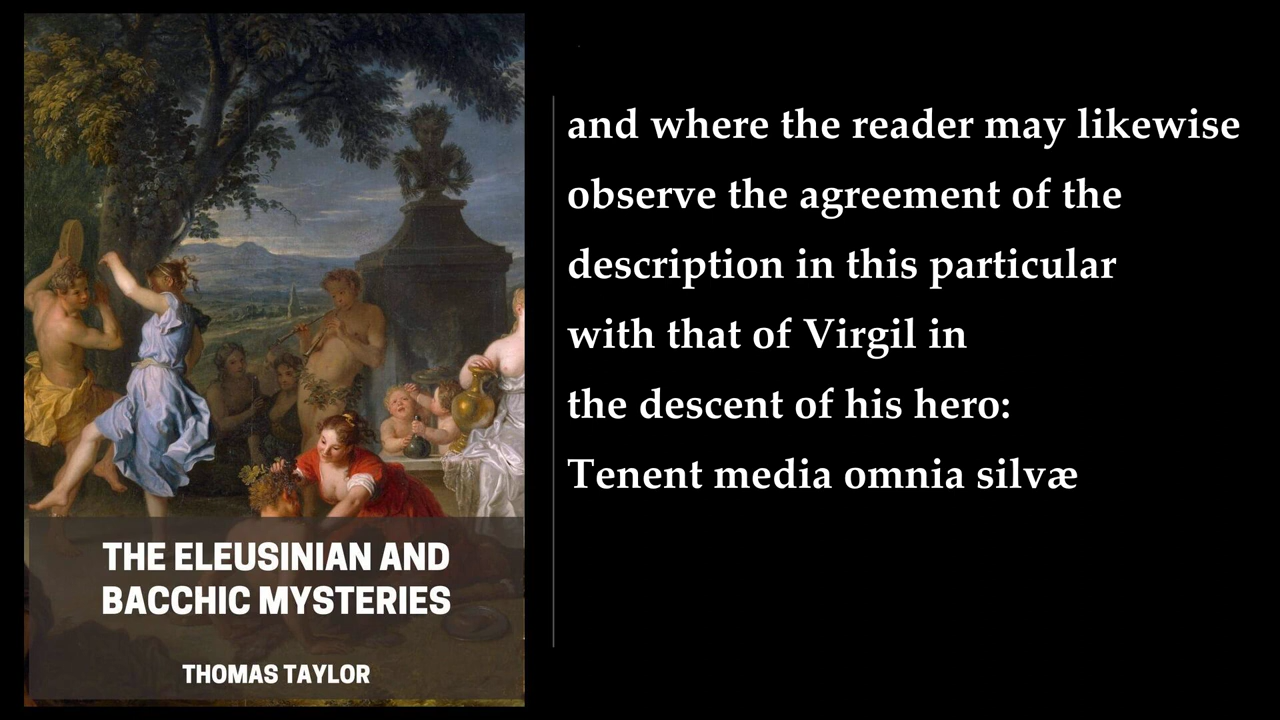 THE ELEUSINIAN AND
BACCHIC MYSTERIES
THOMAS TAYLOR
and where the reader may likewise
observe the agreement of the
description in this particular
with that of Virgil in
the descent of his hero:
Tenent media omnia silvæ